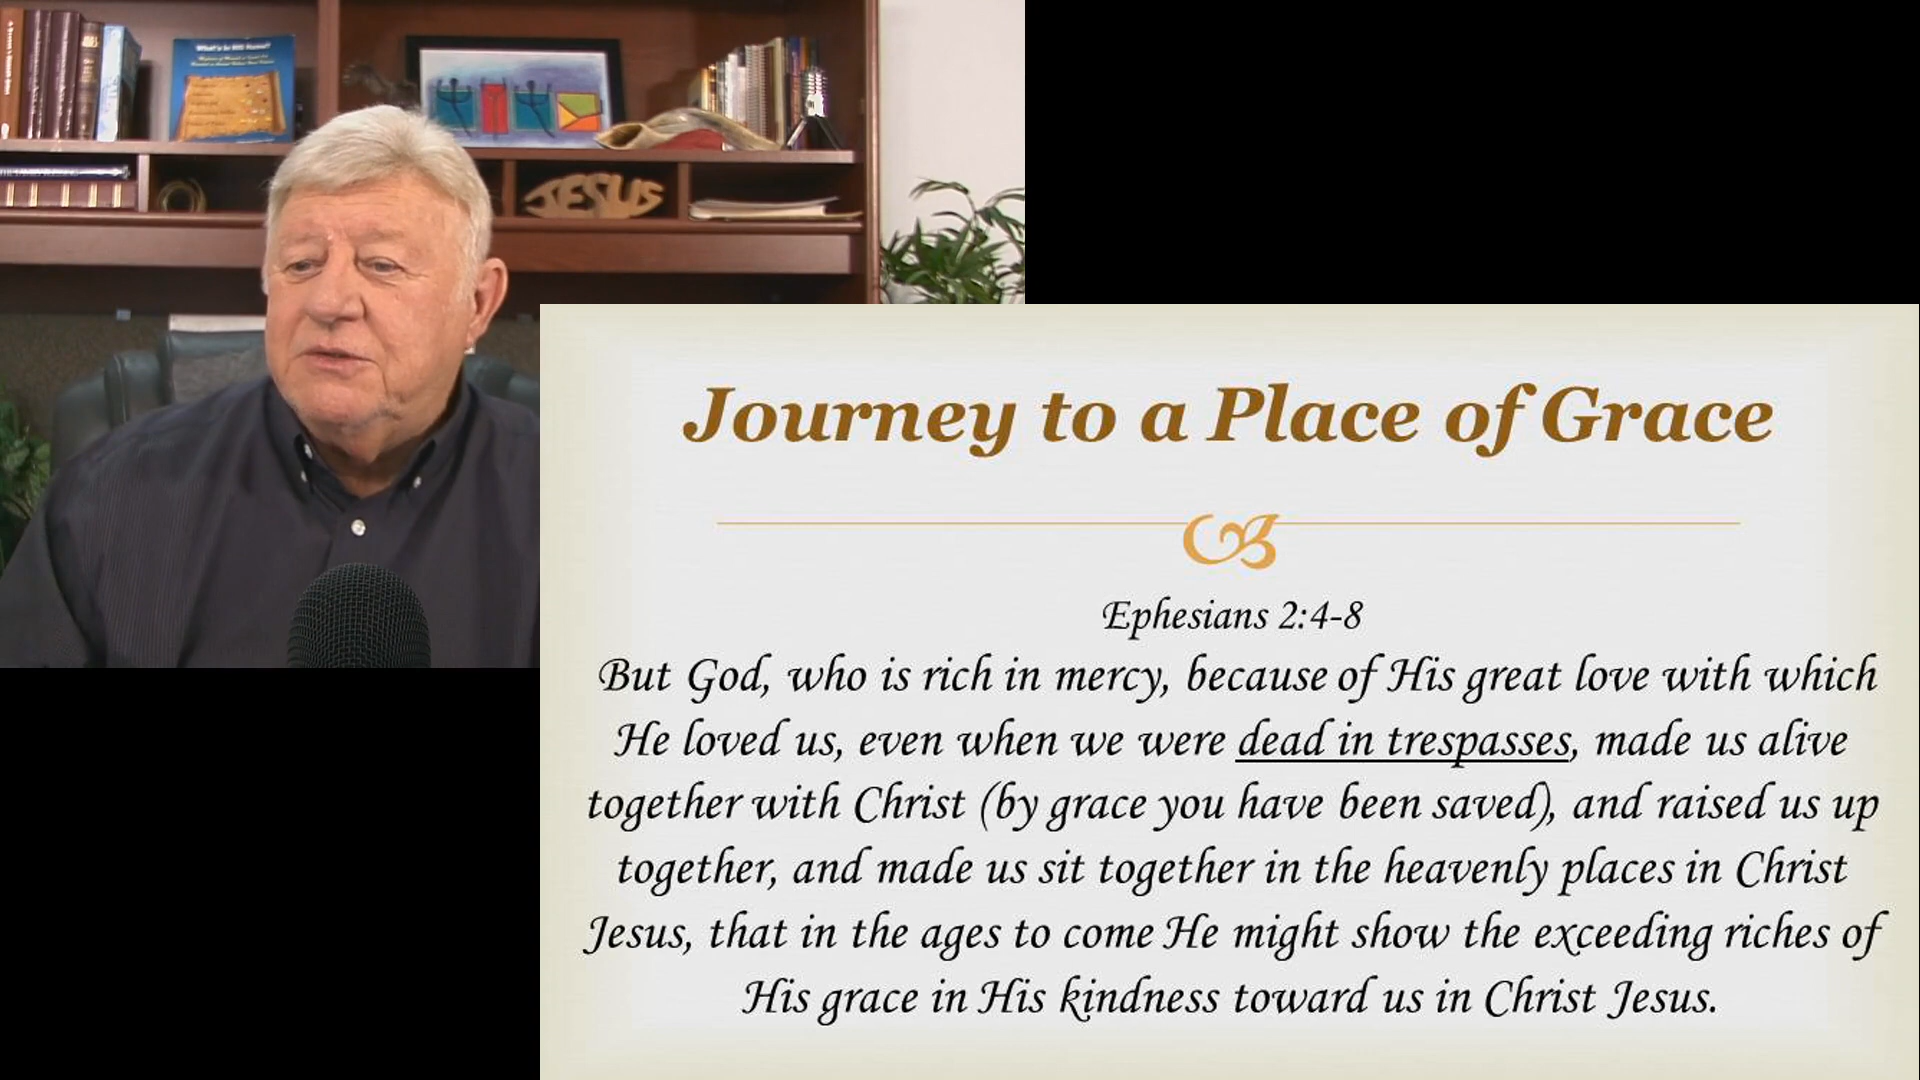 What's in HIS Name?
JESUS
Journey to a Place of Grace
Ephesians 2:4-8
But God, who is rich in mercy, because of His great love with which
He loved us, even when we were dead in trespasses, made us alive
together with Christ (by grace you have been saved), and raised us up
together, and made us sit together in the heavenly places in Christ
Jesus, that in the ages to come He might show the exceeding riches of
His grace in His kindness toward us in Christ Jesus.